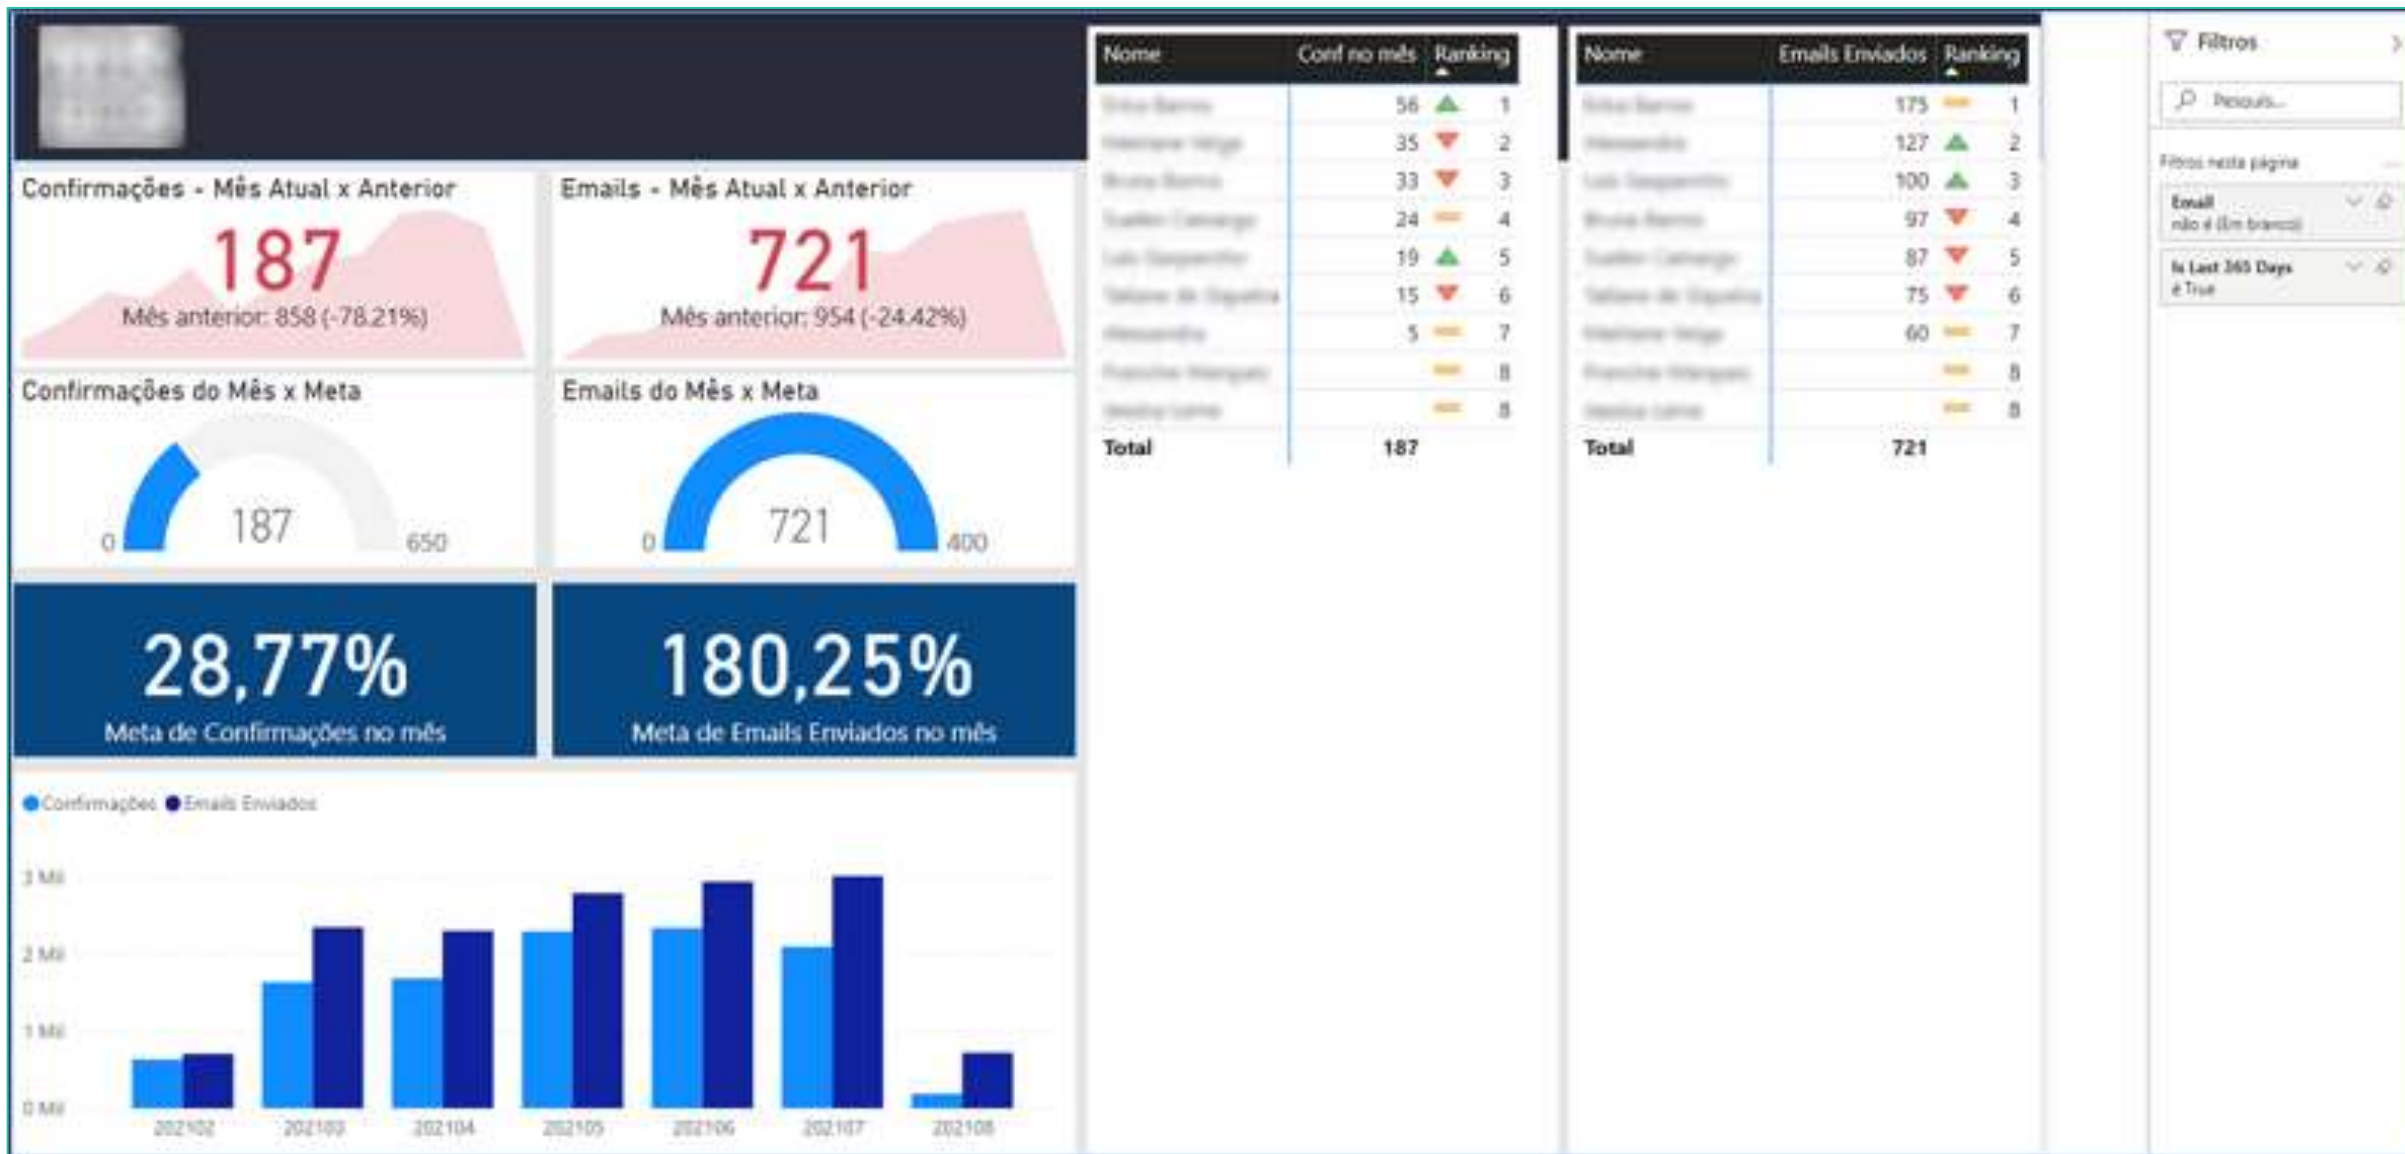 Confirmações - Mês Atual x Anterior
187
Mês anterior: 858 (-78.21%)
Emails - Mês Atual x Anterior
721
Mês anterior: 954 (-24.42%)
Confirmações do Mês x Meta
187
0
650
Emails do Mês x Meta
721
0
400
28,77%
Meta de Confirmações no mês
180,25%
Meta de Emails Enviados no mês
Confirmações Emails Enviados
3 Mil
2 Mil
1 Mil
0 Mil
202102 202103 202104 202105 202106 202107 202108
Nome Conf no mês Ranking
56 1
35 2
33 3
24 4
19 5
15 6
5 7
8
8
Total 187
Nome Emails Enviados Ranking
175 1
127 2
100 3
97 4
87 5
75 6
60 7
8
8
Total 721
Filtros
Pesquis...
Filtros nesta página
Email
não é (Em branco)
Is Last 365 Days
é True